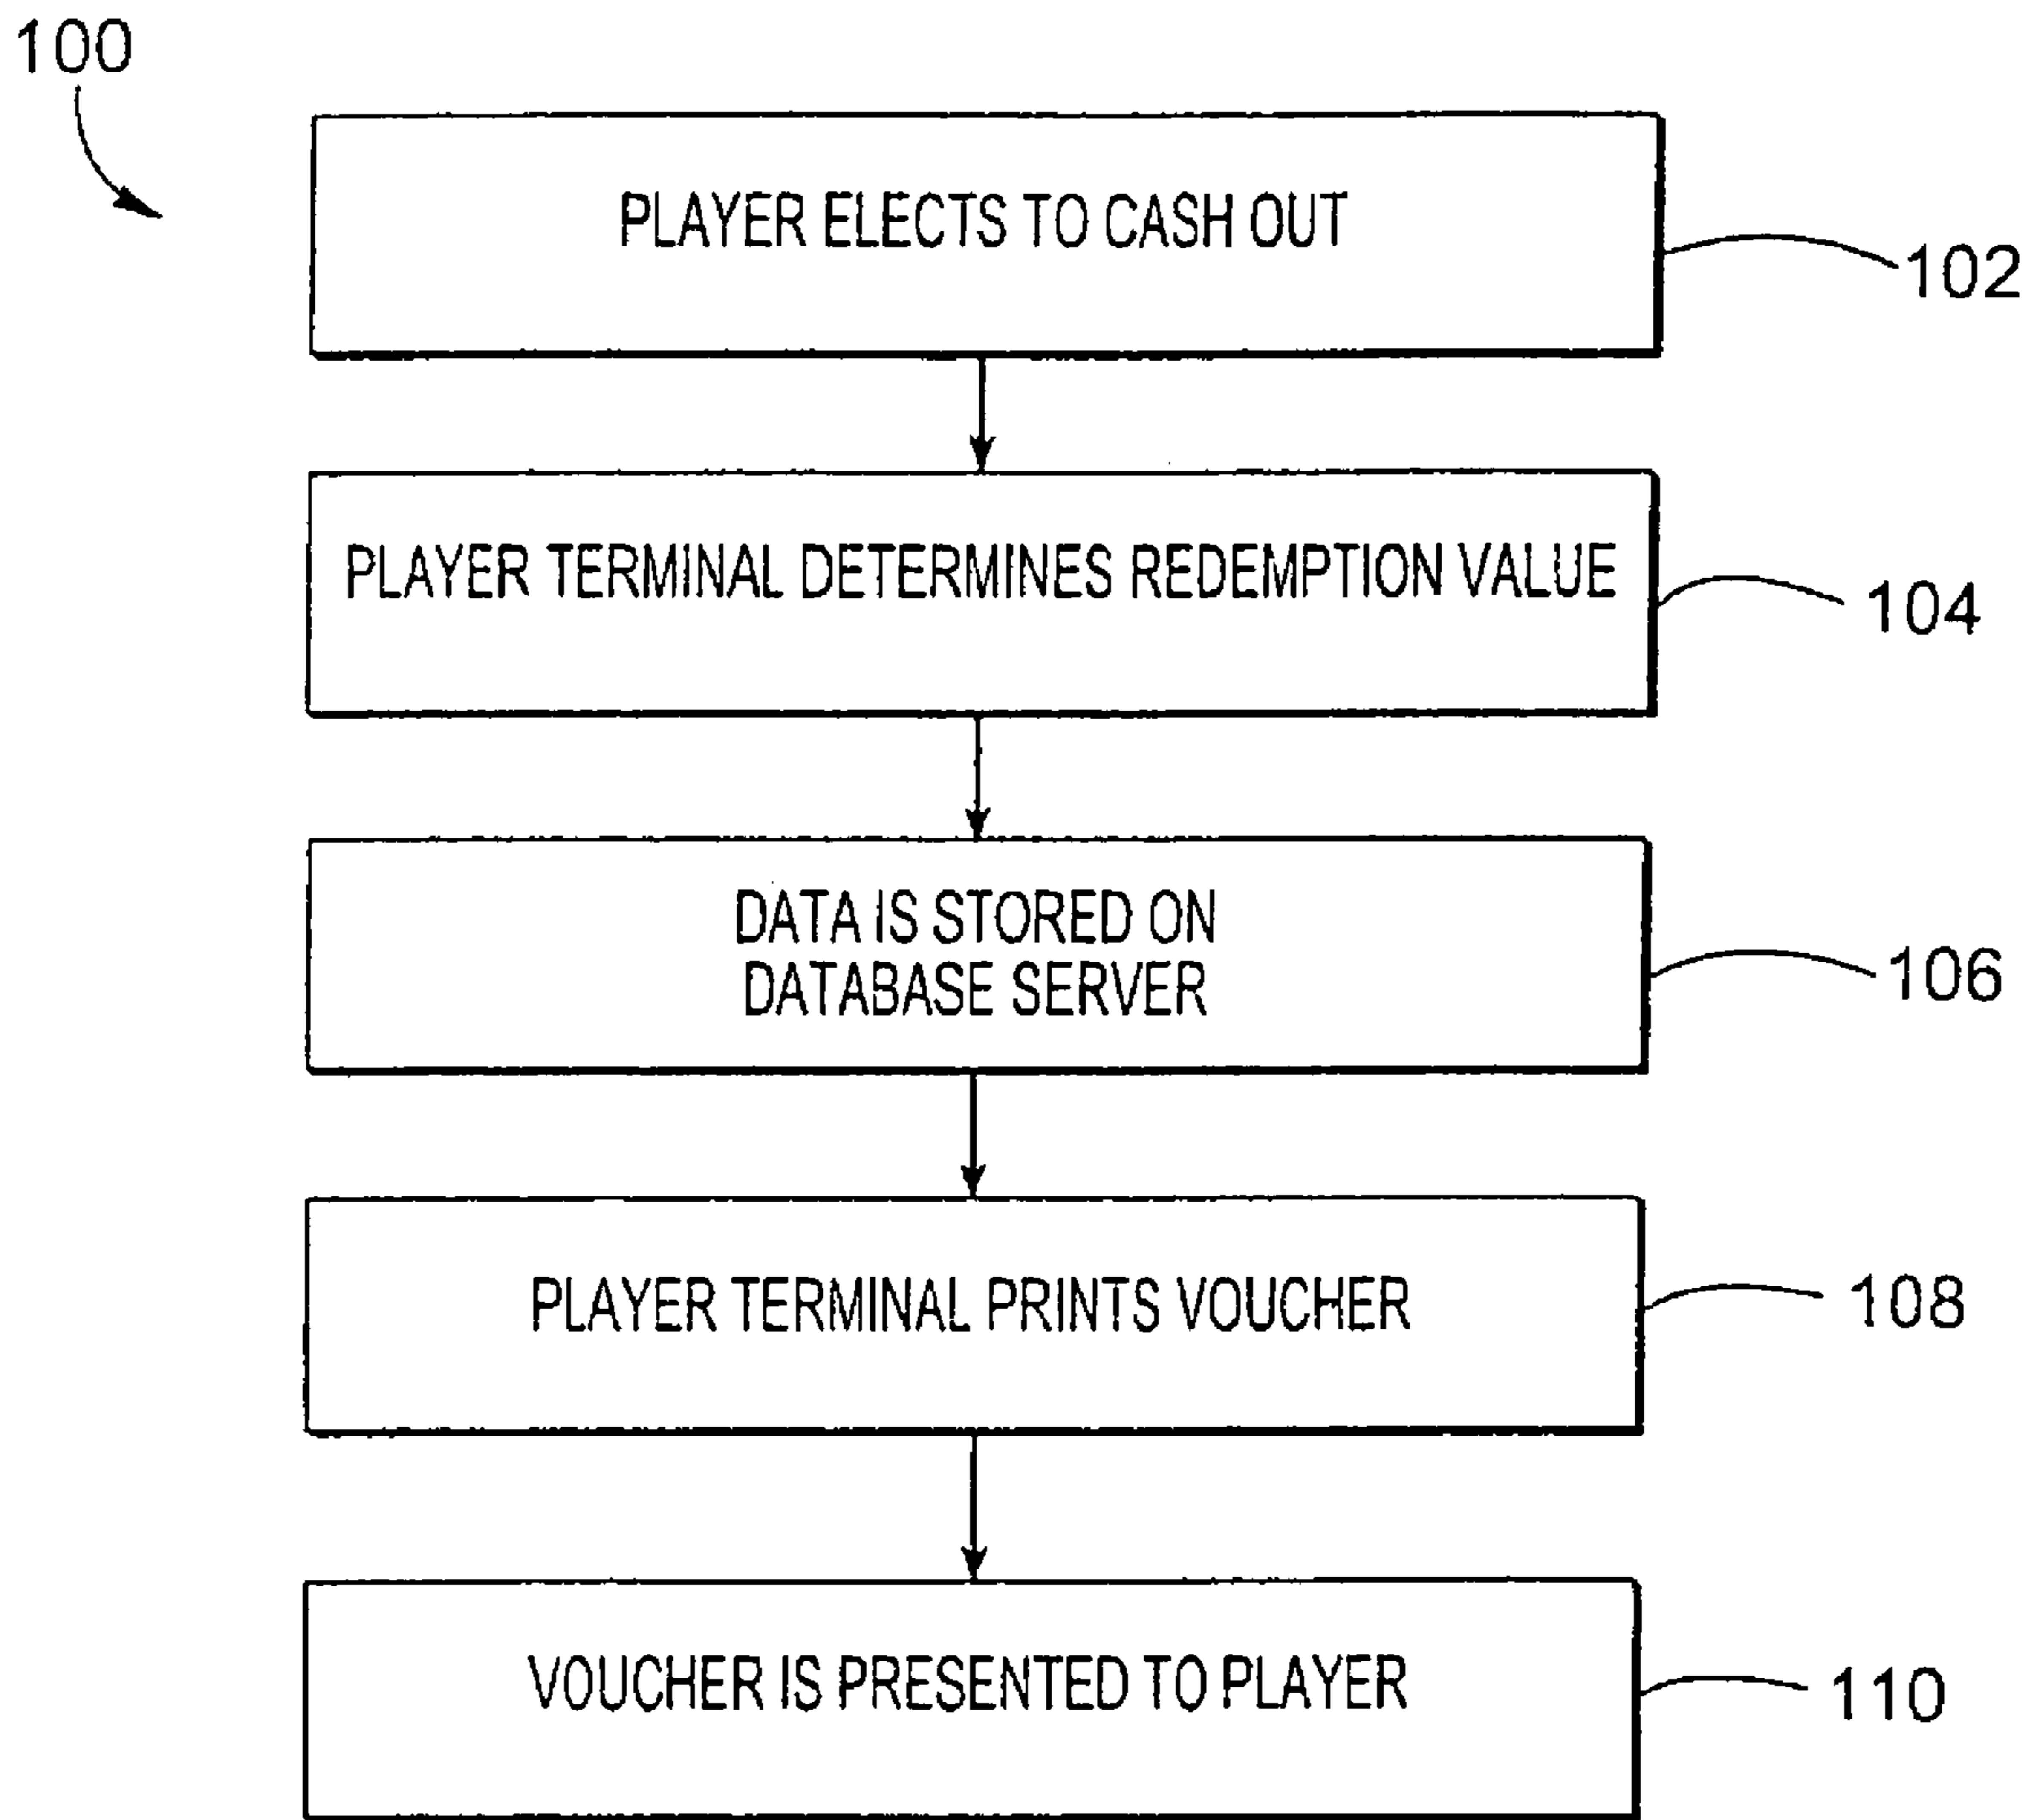 100
PLAYER ELECTS TO CASH OUT
102
PLAYER TERMINAL DETERMINES REDEMPTION VALUE
104
DATA IS STORED ON
DATABASE SERVER
106
PLAYER TERMINAL PRINTS VOUCHER
108
VOUCHER IS PRESENTED TO PLAYER
110